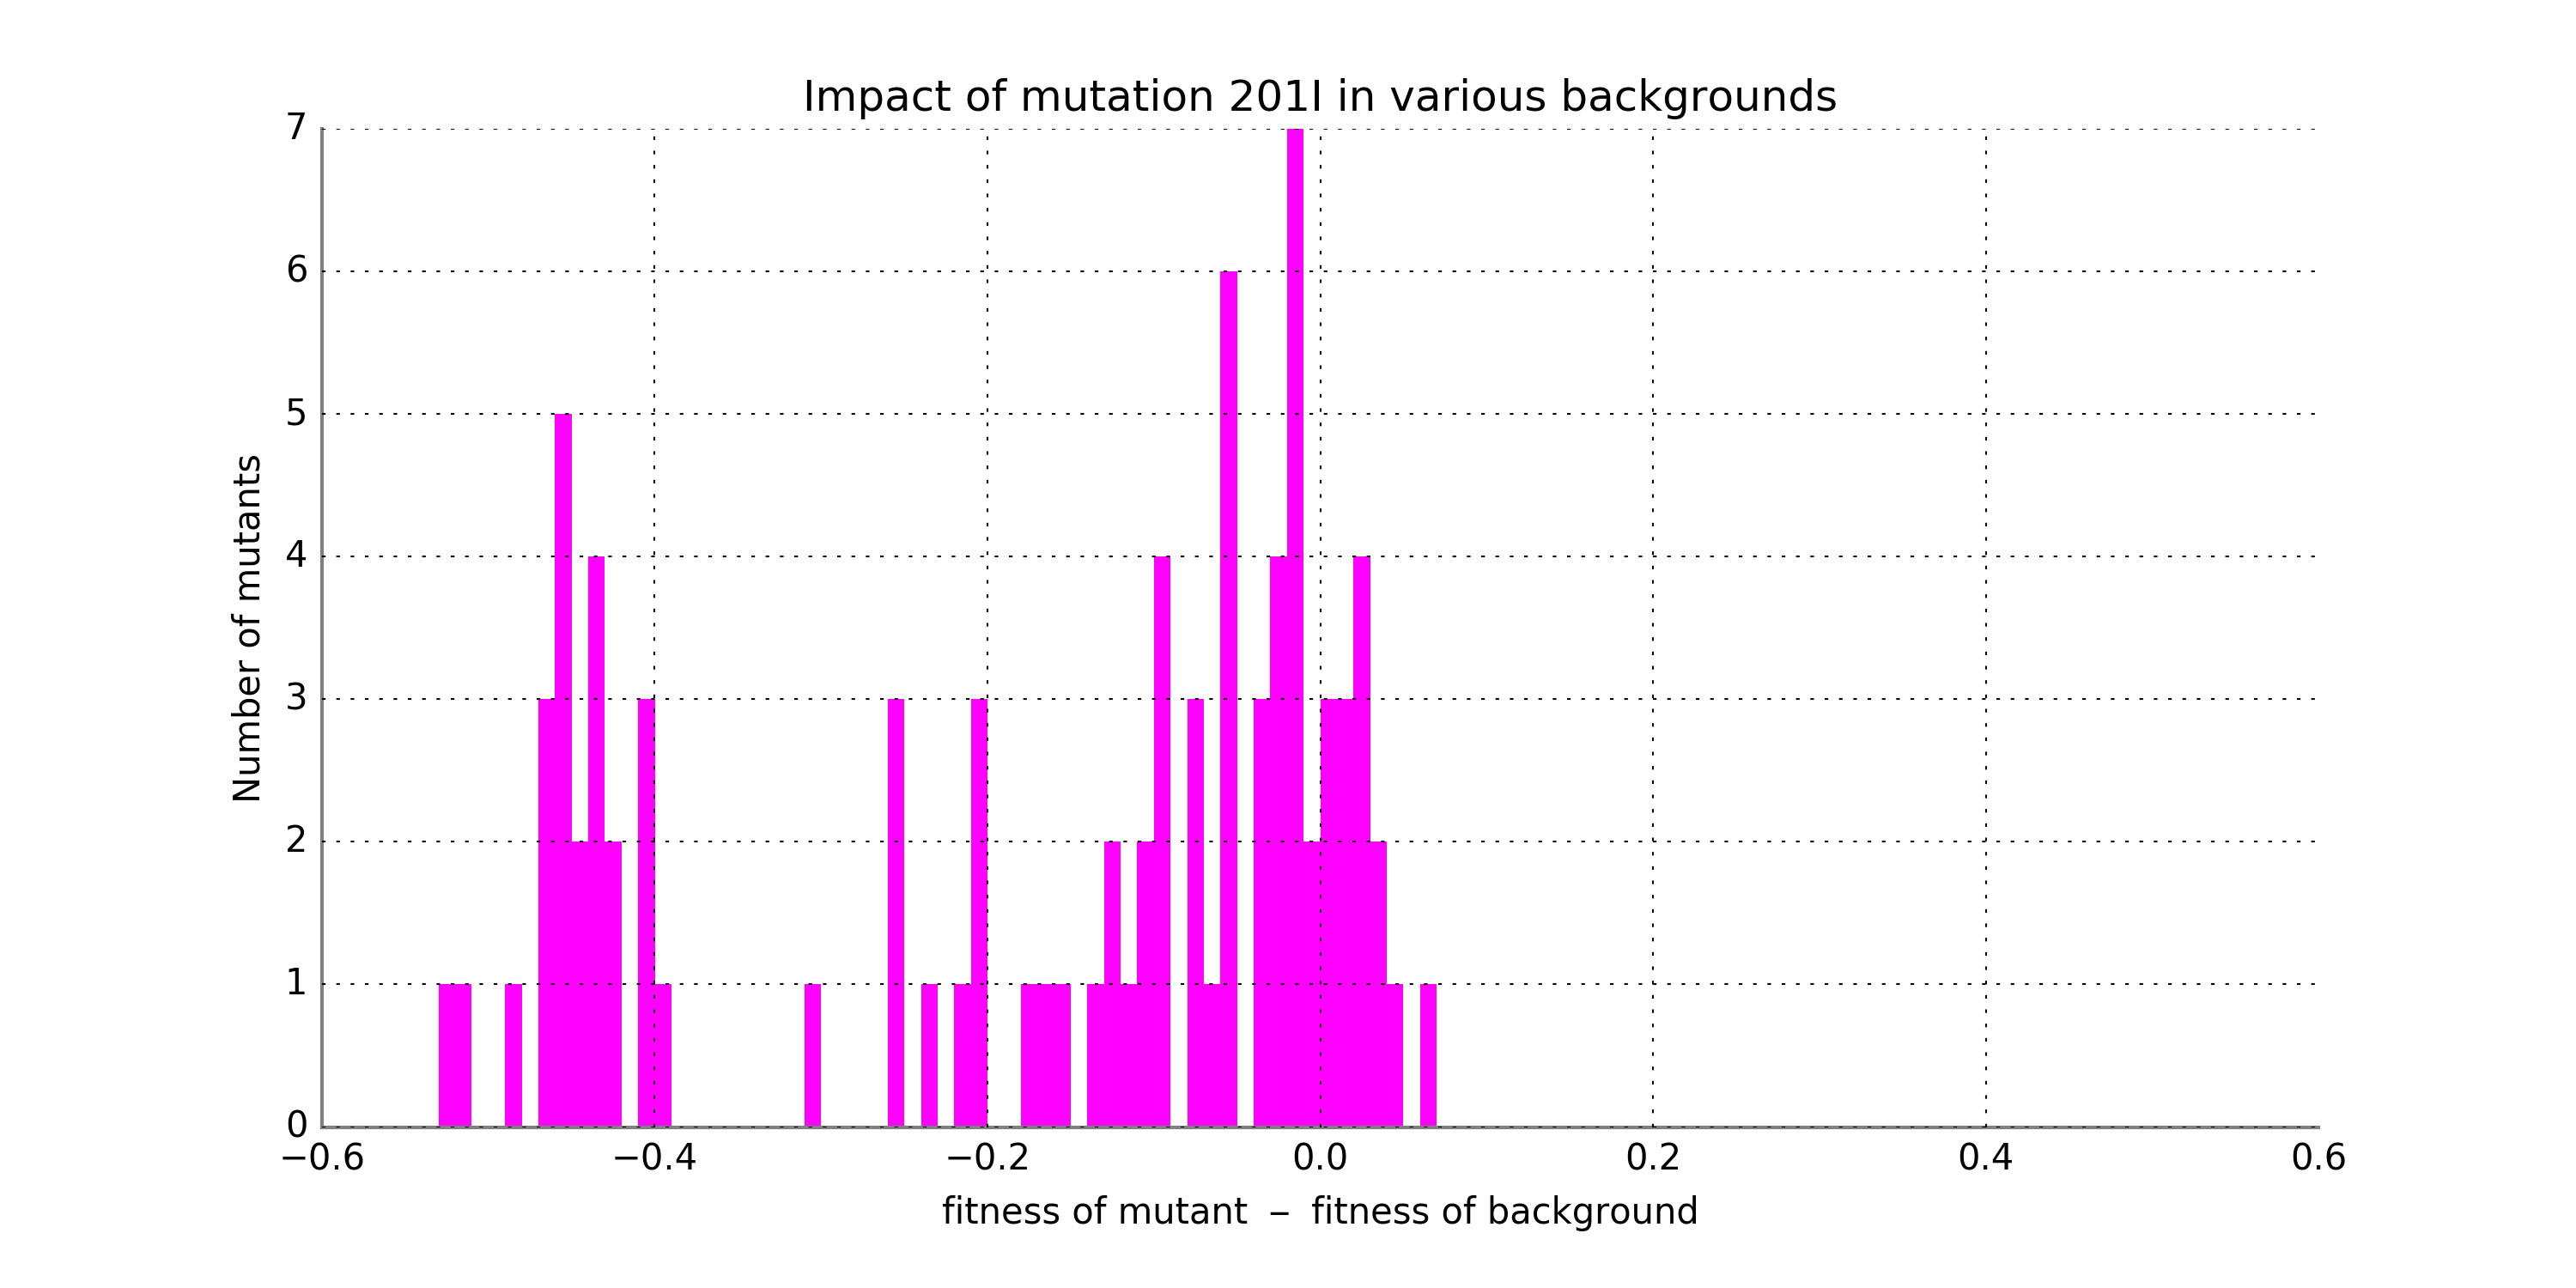 Impact of mutation 201I in various backgrounds
7
6
5
4
3
2
1
0
Number of mutants
−0.6 −0.4 −0.2 0.0 0.2 0.4 0.6
fitness of mutant − fitness of background